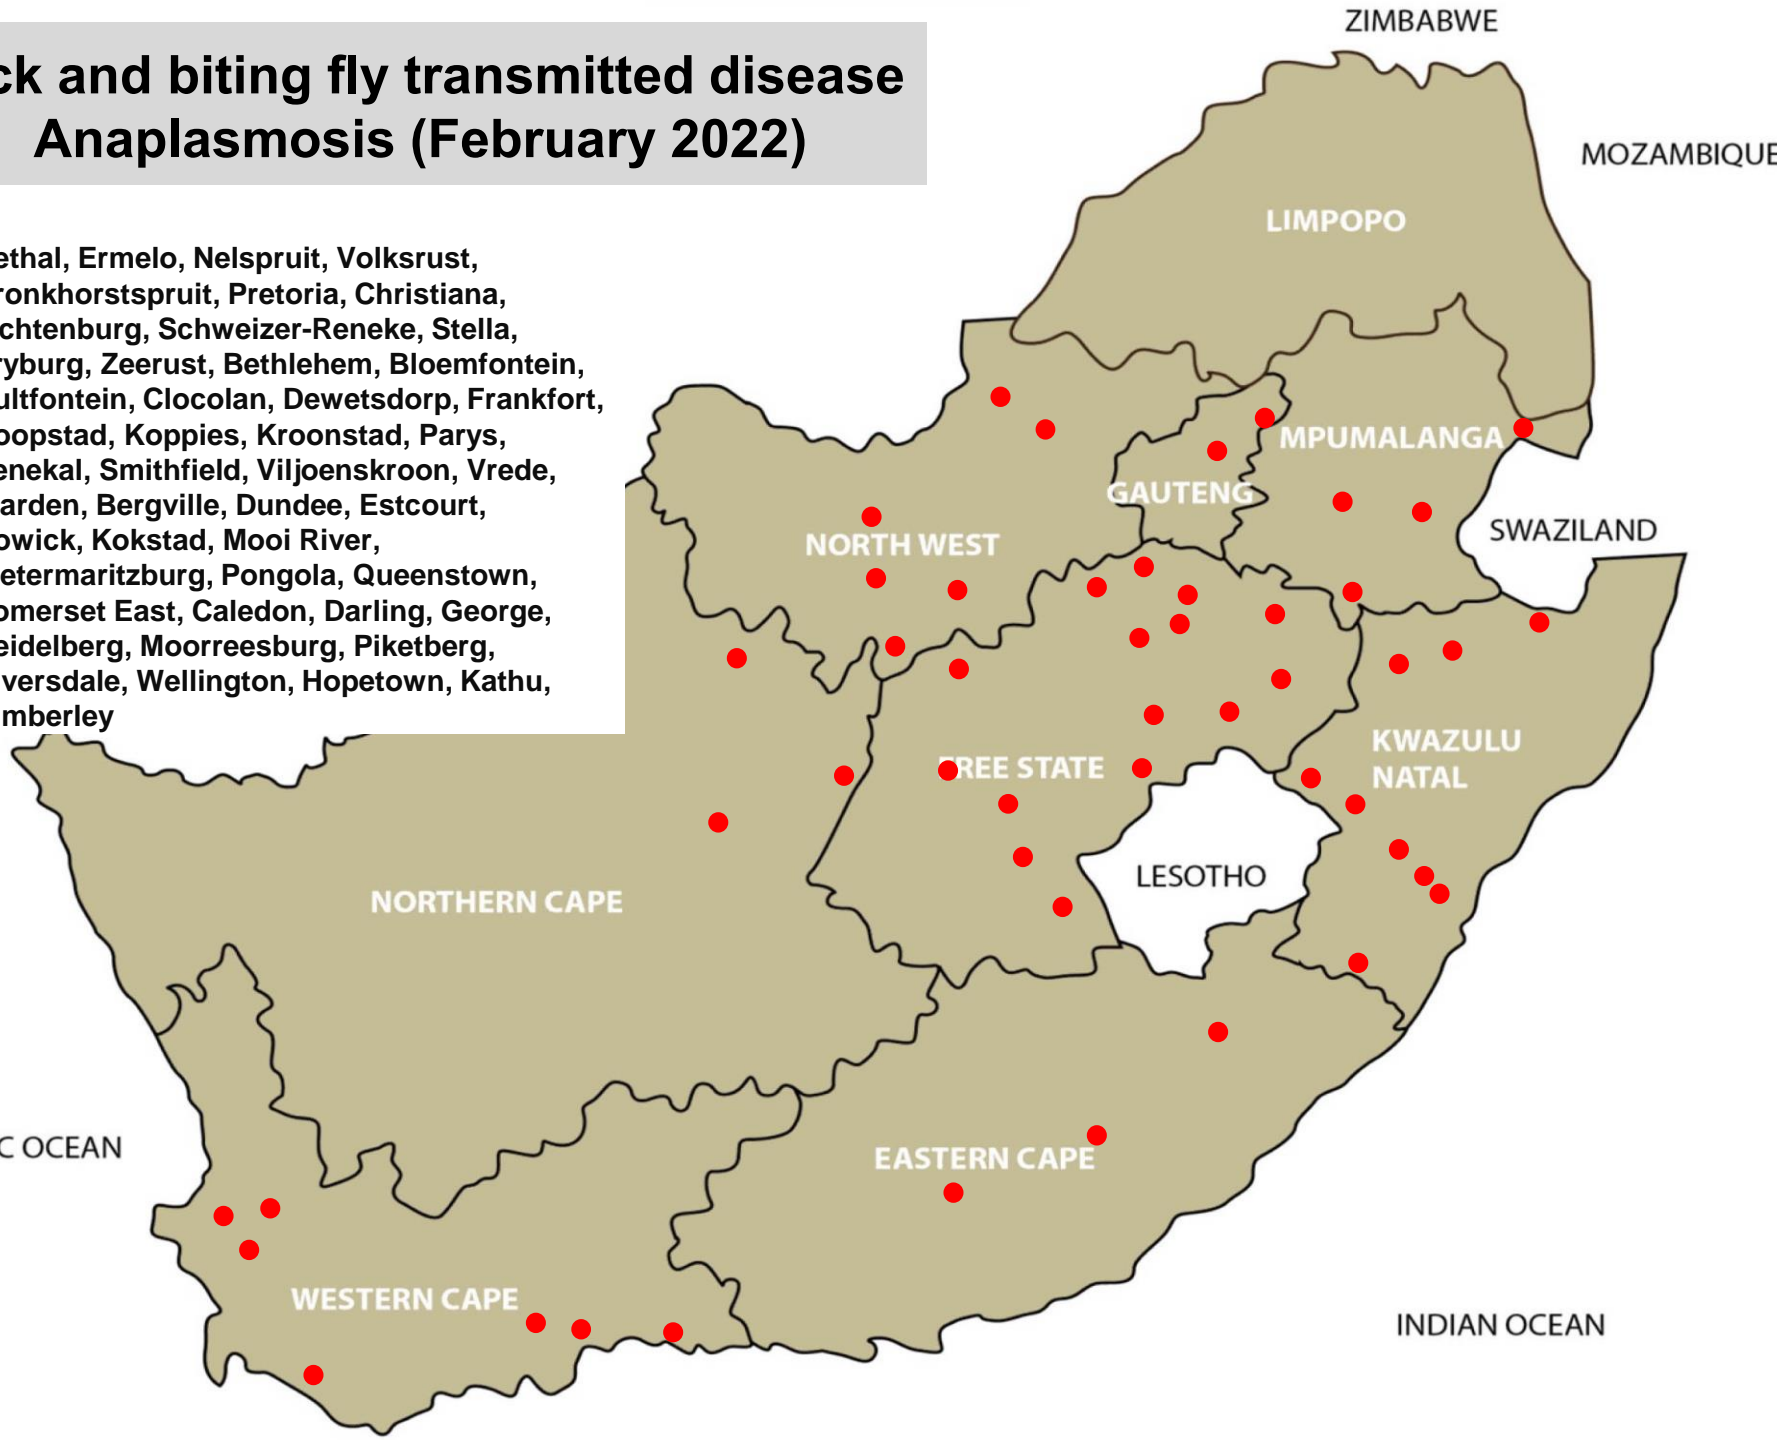 ck and biting fly transmitted disease
Anaplasmosis (February 2022)
ethal, Ermelo, Nelspruit, Volksrust,
ronkhorstspruit, Pretoria, Christiana,
chtenburg, Schweizer-Reneke, Stella,
ryburg, Zeerust, Bethlehem, Bloemfontein,
ultfontein, Clocolan, Dewetsdorp, Frankfort,
oopstad, Koppies, Kroonstad, Parys,
enekal, Smithfield, Viljoenskroon, Vrede,
arden, Bergville, Dundee, Estcourt,
owick, Kokstad, Mooi River,
etermaritzburg, Pongola, Queenstown,
omerset East, Caledon, Darling, George,
eidelberg, Moorreesburg, Piketberg,
versdale, Wellington, Hopetown, Kathu,
mberley
ZIMBABWE
MOZAMBIQUE
LIMPOPO
MPUMALANGA
GAUTENG
SWAZILAND
NORTH WEST
KWAZULU
NATAL
FREE STATE
LESOTHO
NORTHERN CAPE
C OCEAN
EASTERN CAPE
WESTERN CAPE
INDIAN OCEAN